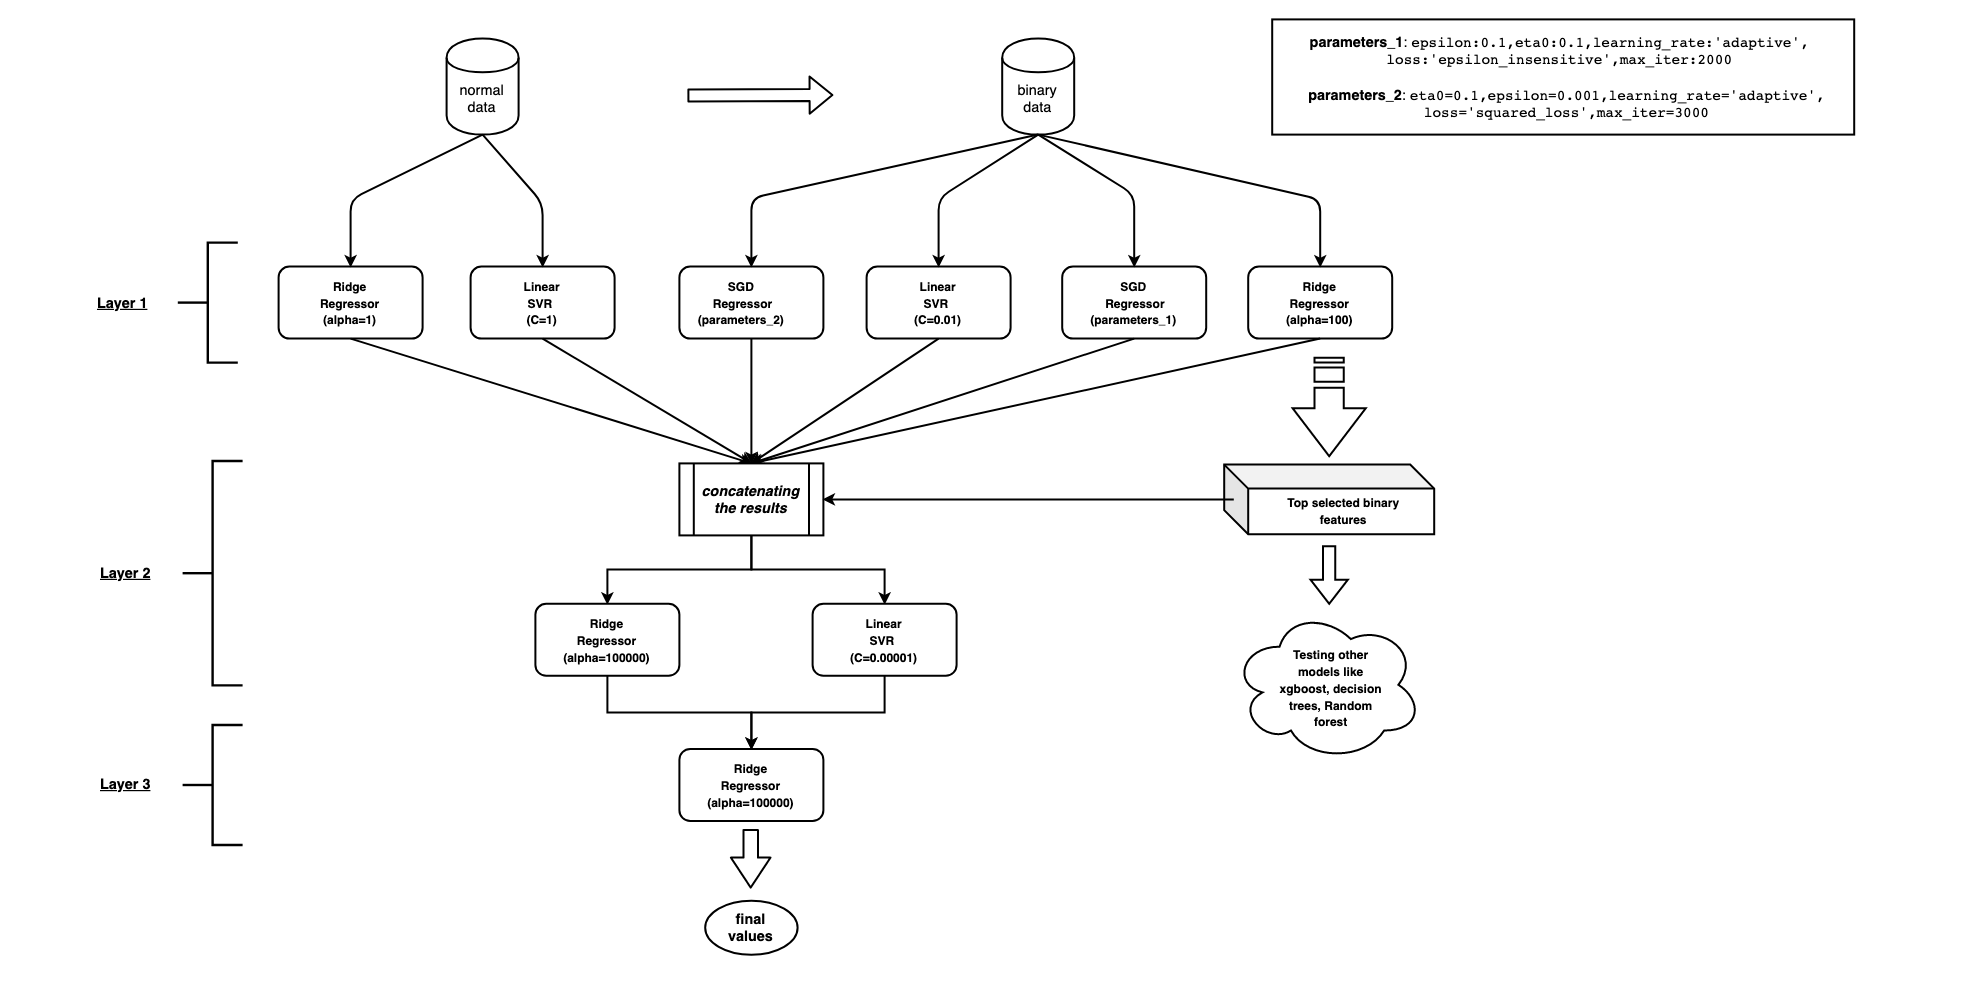 normal
data
binary
data
parameters_1: epsilon:0.1,eta0:0.1,learning_rate:'adaptive',
loss:'epsilon_insensitive',max_iter:2000
parameters_2: eta0=0.1,epsilon=0.001,learning_rate='adaptive',
loss='squared_loss',max_iter=3000
Layer 1
Ridge
Regressor
(alpha=1)
Linear
SVR
(C=1)
SGD
Regressor
(parameters_2)
Linear
SVR
(C=0.01)
SGD
Regressor
(parameters_1)
Ridge
Regressor
(alpha=100)
Layer 2
concatenating
the results
Top selected binary
features
Ridge
Regressor
(alpha=100000)
Linear
SVR
(C=0.00001)
Testing other
models like
xgboost, decision
trees, Random
forest
Layer 3
Ridge
Regressor
(alpha=100000)
final
values